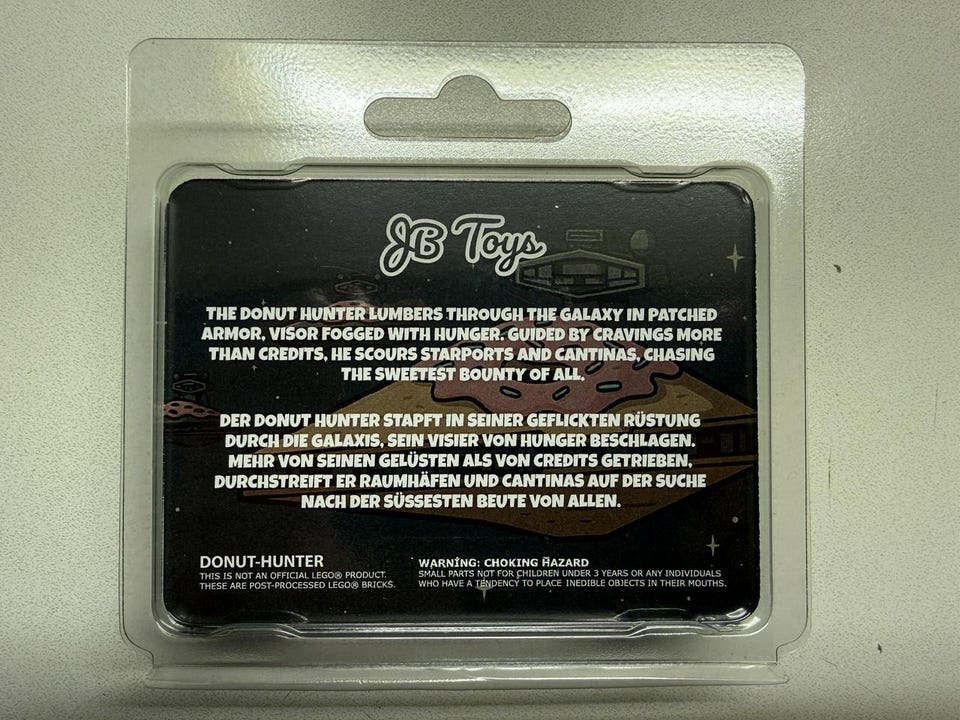 JB Toys
THE DONUT HUNTER LUMBERS THROUGH THE GALAXY IN PATCHED
ARMOR, VISOR FOGGED WITH HUNGER. GUIDED BY CRAVINGS MORE
THAN CREDITS, HE SCOURS STARPORTS AND CANTINAS, CHASING
THE SWEETEST BOUNTY OF ALL.
DER DONUT HUNTER STAPFT IN SEINER GEFLICKTEN RÜSTUNG
DURCH DIE GALAXIS, SEIN VISIER VON HUNGER BESCHLAGEN.
MEHR VON SEINEN GELÜSTEN ALS VON CREDITS GETRIEBEN,
DURCHSTREIFT ER RAUMHÄFEN UND CANTINAS AUF DER SUCHE
NACH DER SÜSSESTEN BEUTE VON ALLEN.
DONUT-HUNTER
THIS IS NOT AN OFFICIAL LEGO® PRODUCT.
THESE ARE POST-PROCESSED LEGO® BRICKS.
WARNING: CHOKING HAZARD
SMALL PARTS NOT FOR CHILDREN UNDER 3 YEARS OR ANY INDIVIDUALS
WHO HAVE A TENDENCY TO PLACE INEDIBLE OBJECTS IN THEIR MOUTHS.